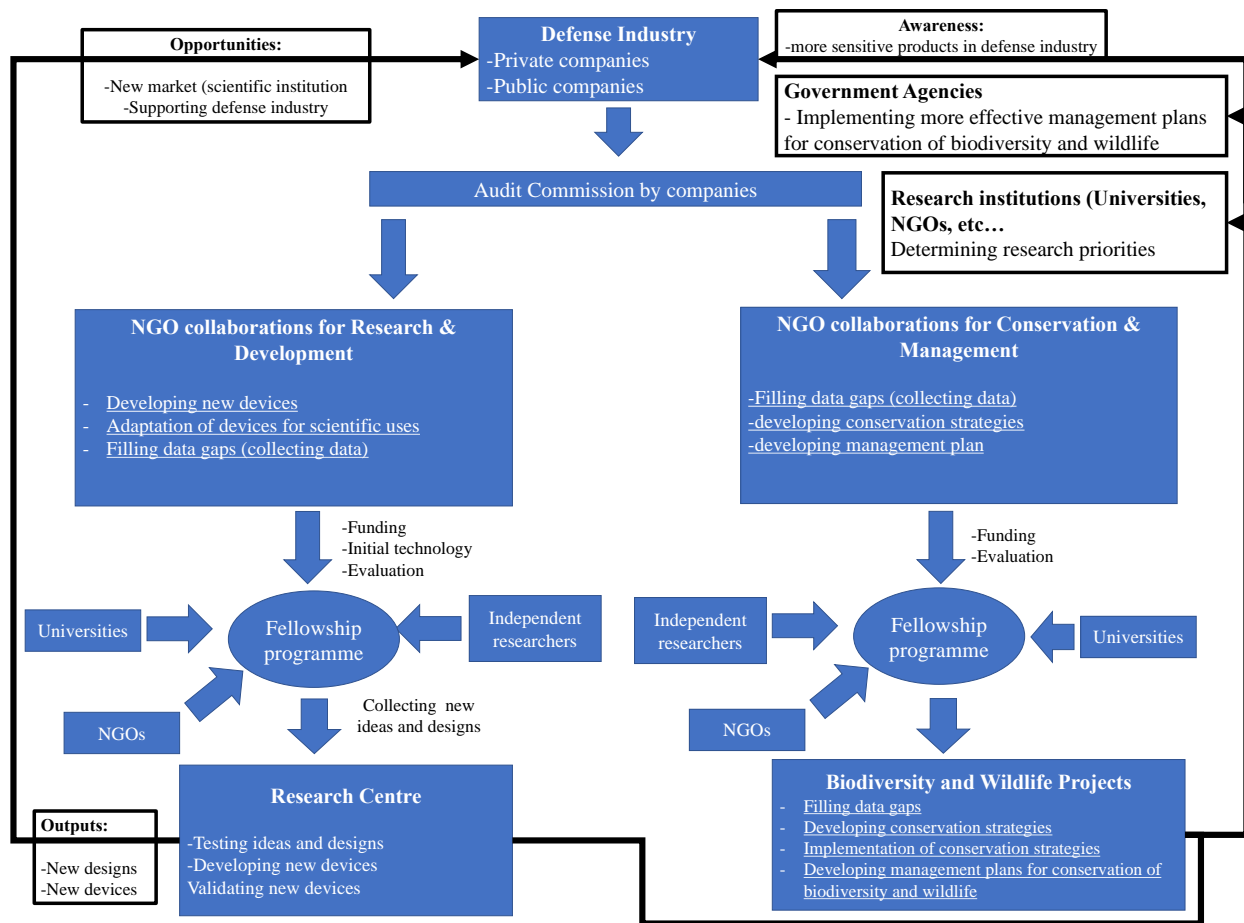 Opportunities:
-New market (scientific institution
-Supporting defense industry
Defense Industry
-Private companies
-Public companies
Awareness:
-more sensitive products in defense industry
Government Agencies
- Implementing more effective management plans
for conservation of biodiversity and wildlife
Audit Commission by companies
Research institutions (Universities,
NGOs, etc…
Determining research priorities
NGO collaborations for Research &
Development
- Developing new devices
- Adaptation of devices for scientific uses
- Filling data gaps (collecting data)
NGO collaborations for Conservation &
Management
-Filling data gaps (collecting data)
-developing conservation strategies
-developing management plan
-Funding
-Initial technology
-Evaluation
-Funding
-Evaluation
Universities
Fellowship
programme
Independent
researchers
NGOs
Collecting new
ideas and designs
Independent
researchers
Fellowship
programme
Universities
NGOs
Research Centre
-Testing ideas and designs
-Developing new devices
Validating new devices
Biodiversity and Wildlife Projects
- Filling data gaps
- Developing conservation strategies
- Implementation of conservation strategies
- Developing management plans for conservation of
biodiversity and wildlife
Outputs:
-New designs
-New devices